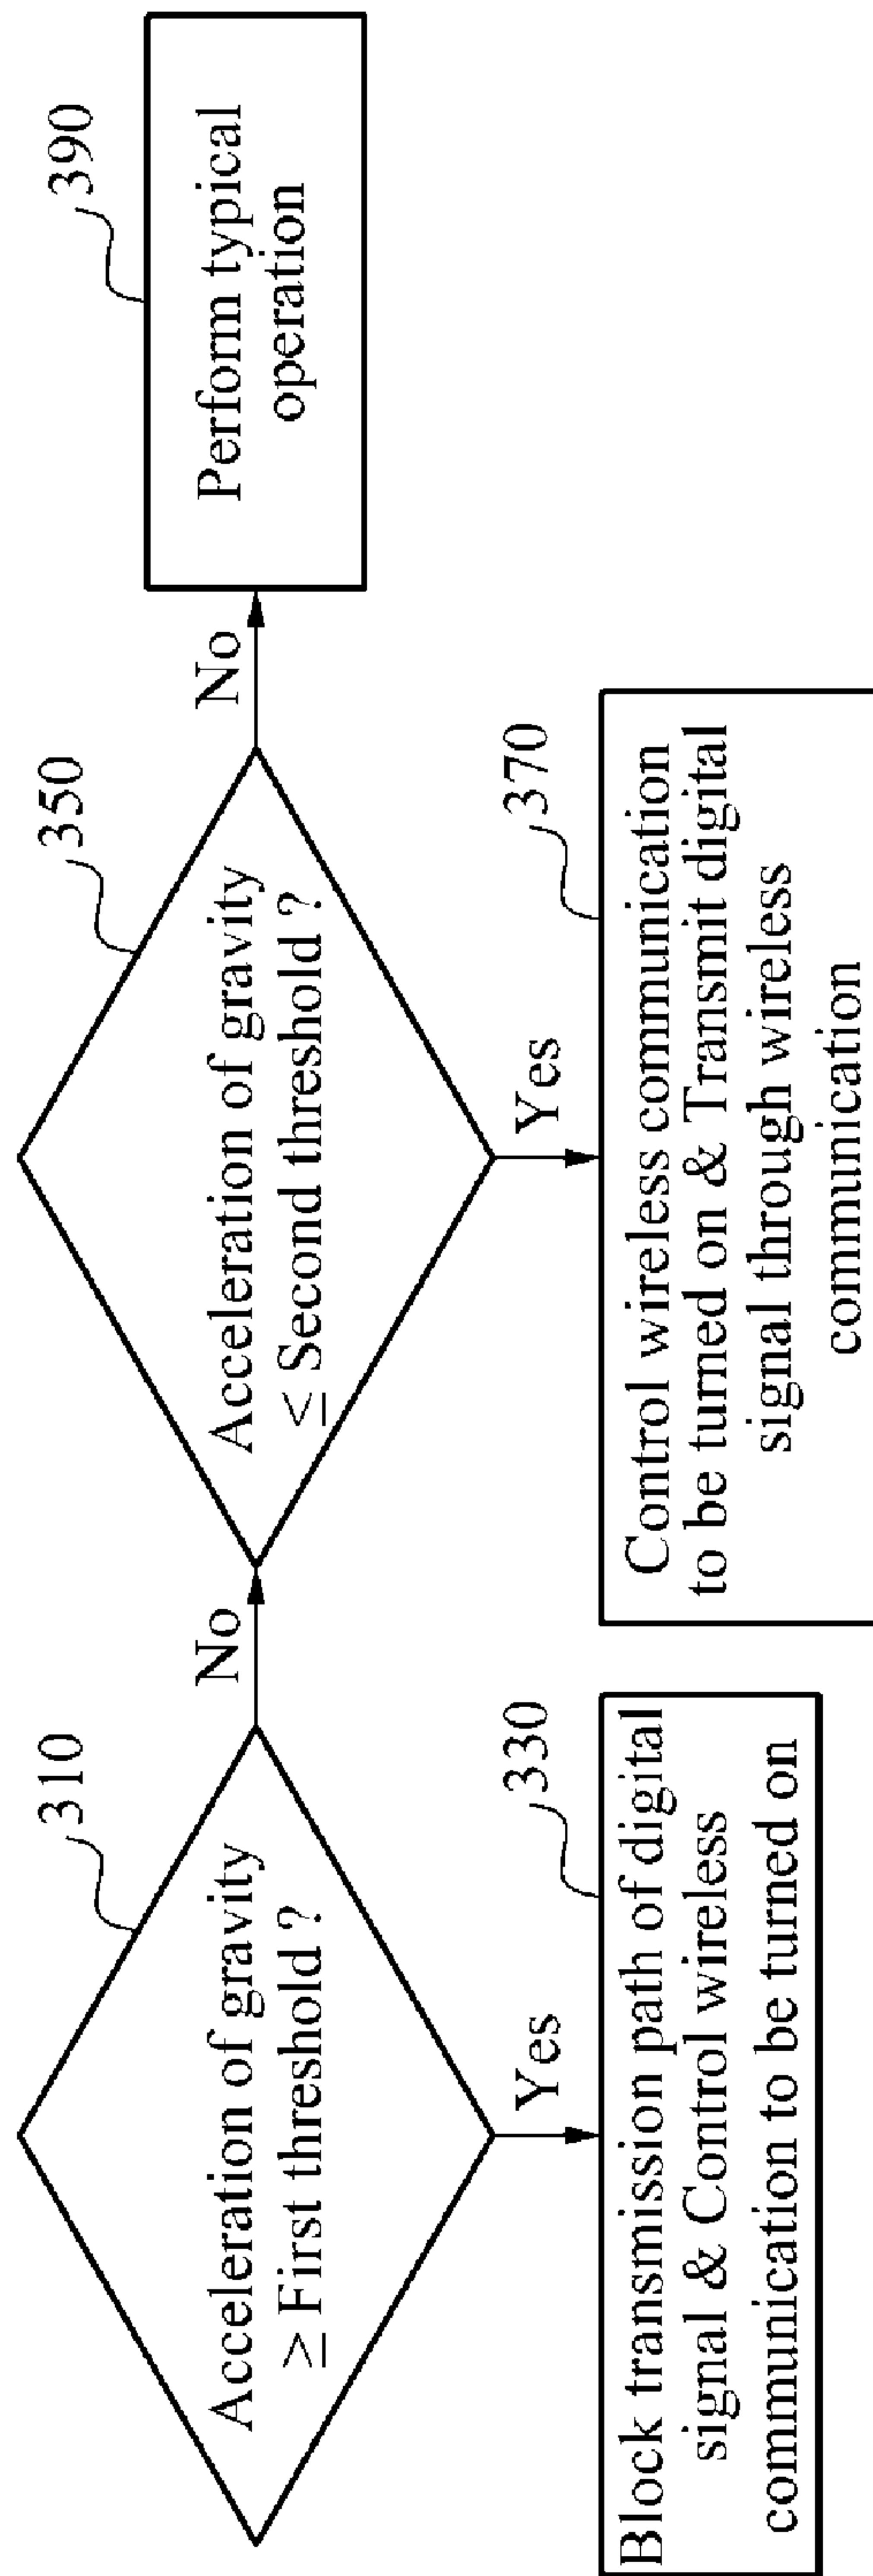 310
Acceleration of gravity
≥ First threshold ?
No
Yes
330
Block transmission path of digital
signal & Control wireless
communication to be turned on
350
Acceleration of gravity
≤ Second threshold ?
No
Yes
370
Control wireless communication
to be turned on & Transmit digital
signal through wireless
communication
390
Perform typical
operation